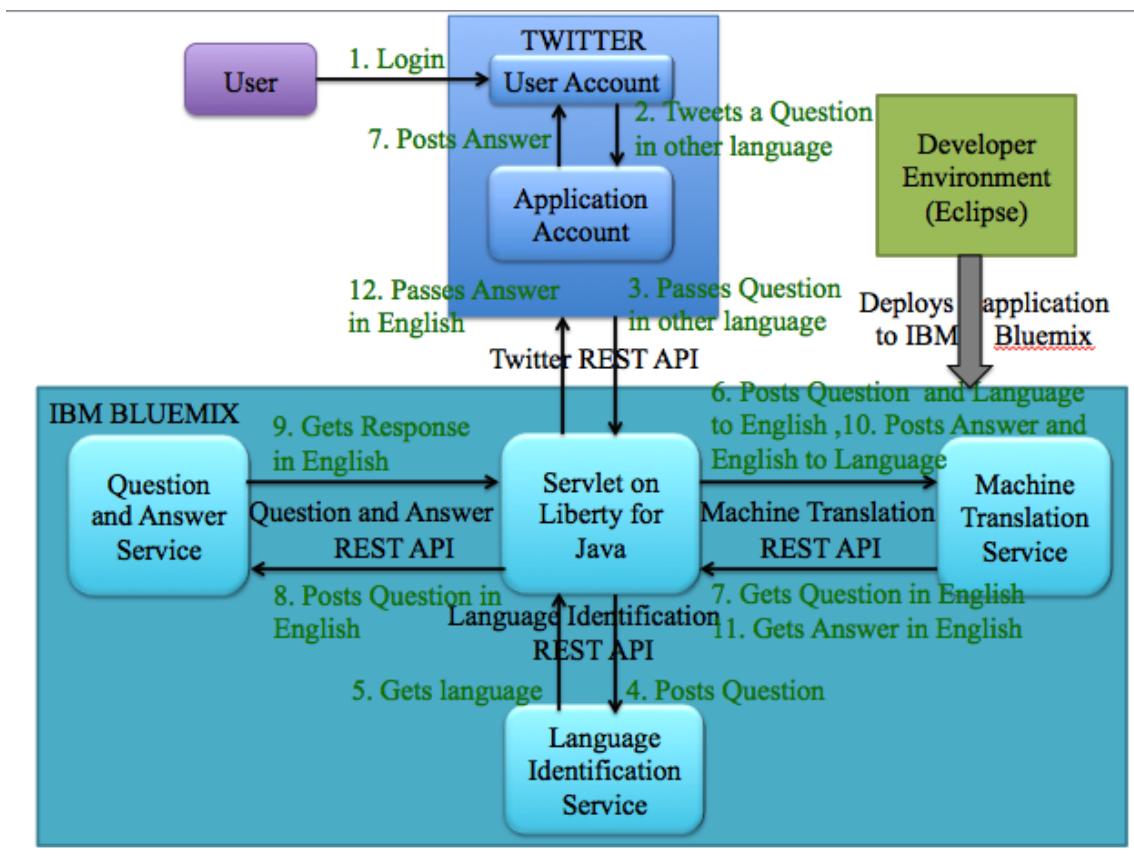 TWITTER
User
1. Login
User Account
7. Posts Answer
2. Tweets a Question
in other language
Application
Account
Developer
Environment
(Eclipse)
12. Passes Answer
in English
3. Passes Question
in other language
Deploys application
to IBM Bluemix
Twitter REST API
IBM BLUEMIX
9. Gets Response
in English
6. Posts Question and Language
to English ,10. Posts Answer and
English to Language
Question
and Answer
Service
Question and Answer
REST API
Servlet on
Liberty for
Java
Machine Translation
REST API
Machine
Translation
Service
8. Posts Question in
English
7. Gets Question in English
11. Gets Answer in English
Language Identification
REST API
5. Gets language
4. Posts Question
Language
Identification
Service